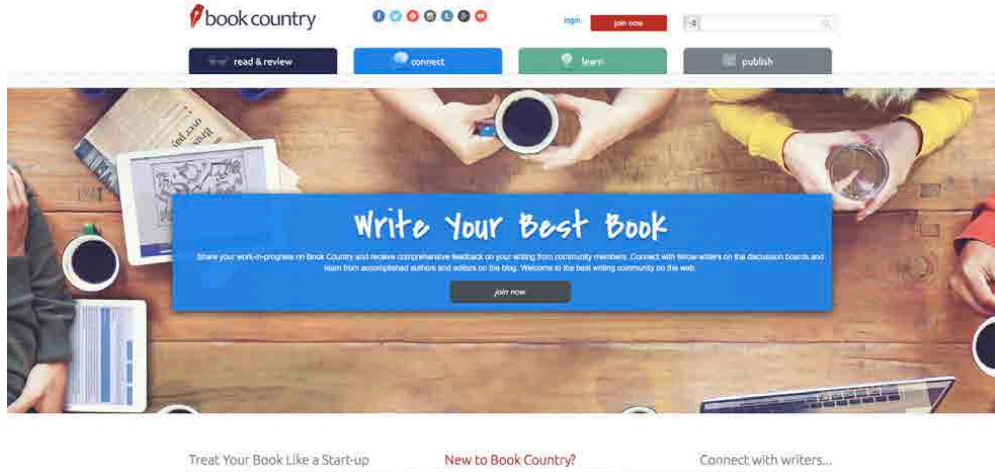 book country
login
join now
read & review
connect
learn
publish
Write Your Best Book
Share your work-in-progress on Book Country and receive comprehensive feedback on your writing from community members. Connect with fellow writers on the discussion boards and
learn from accomplished authors and editors on the blog. Welcome to the best writing community on the web.
join now
Treat Your Book Like a Start-up
New to Book Country?
Connect with writers...